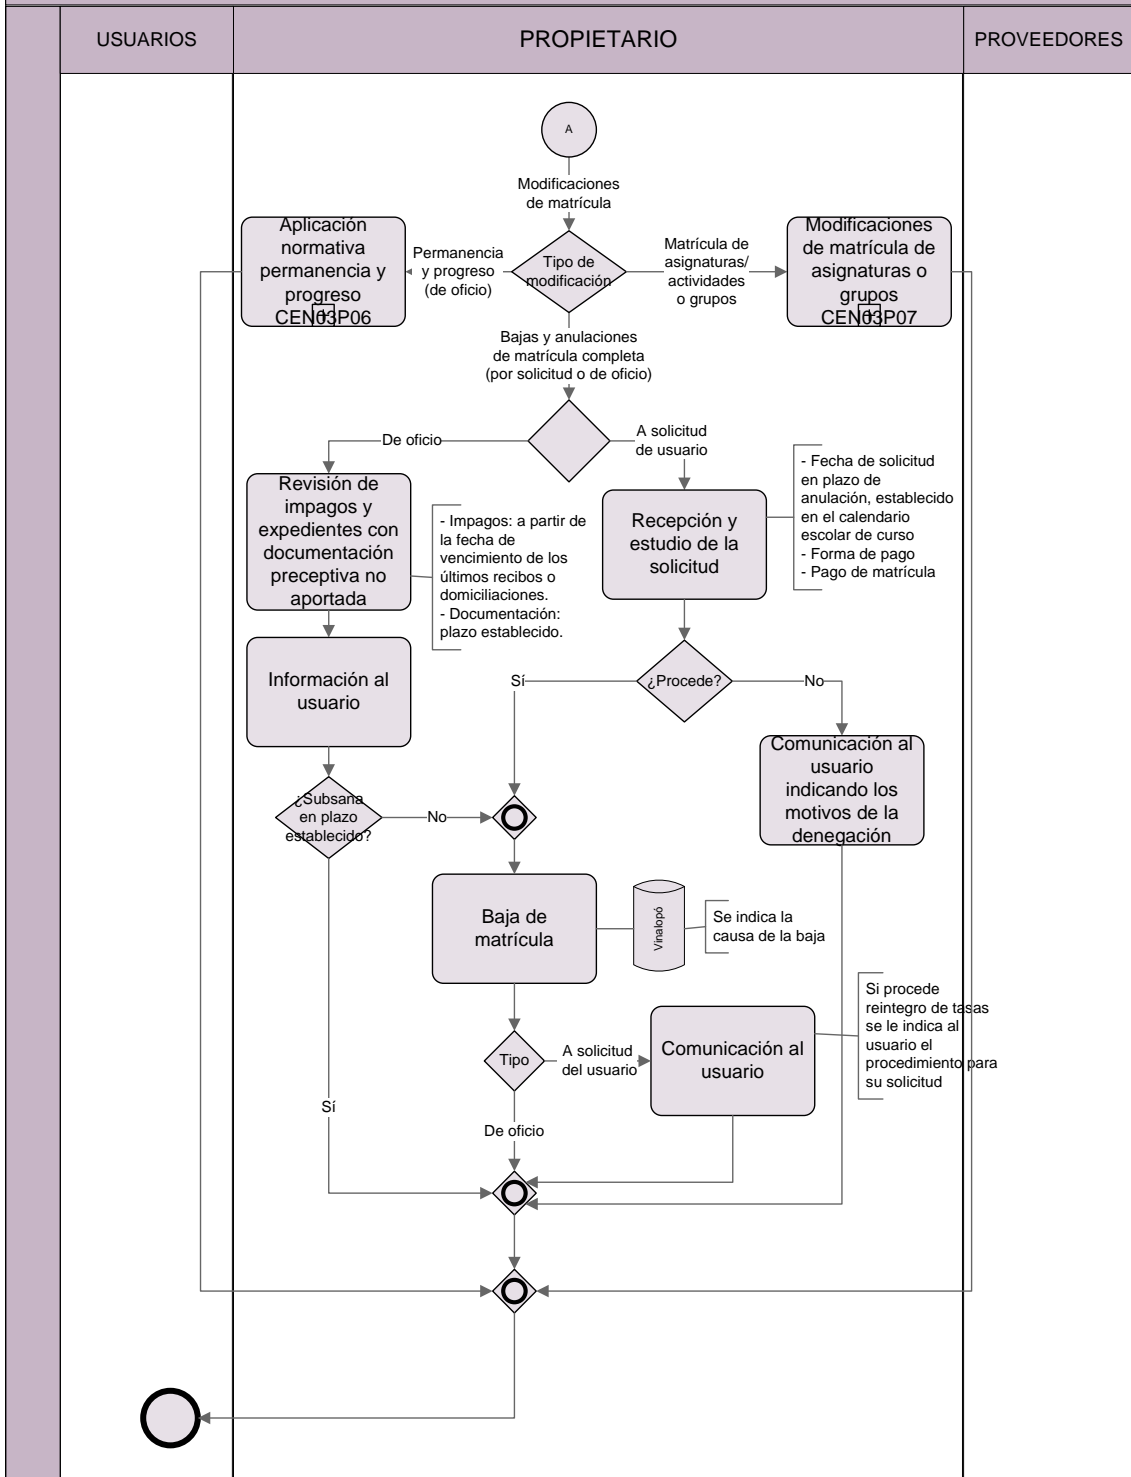 USUARIOS
PROPIETARIO
PROVEEDORES
A
Modificaciones
de matrícula
Aplicación
normativa
permanencia y
progreso
CEN03P06
Permanencia
y progreso
(de oficio)
Tipo de
modificación
Matrícula de
asignaturas/
actividades
o grupos
Modificaciones
de matrícula de
asignaturas o
grupos
CEN03P07
Bajas y anulaciones
de matrícula completa
(por solicitud o de oficio)
De oficio
A solicitud
de usuario
Revisión de
impagos y
expedientes con
documentación
preceptiva no
aportada
- Impagos: a partir de
la fecha de
vencimiento de los
últimos recibos o
domiciliaciones.
- Documentación:
plazo establecido.
Recepción y
estudio de la
solicitud
- Fecha de solicitud
en plazo de
anulación, establecido
en el calendario
escolar de curso
- Forma de pago
- Pago de matrícula
Información al
usuario
Sí
¿Procede?
No
Comunicación al
usuario
indicando los
motivos de la
denegación
¿Subsana
en plazo
establecido?
No
Baja de
matrícula
Vinalopó
Se indica la
causa de la baja
Si procede
reintegro de tasas
se le indica al
usuario el
procedimiento para
su solicitud
Tipo
A solicitud
del usuario
Comunicación al
usuario
Sí
De oficio